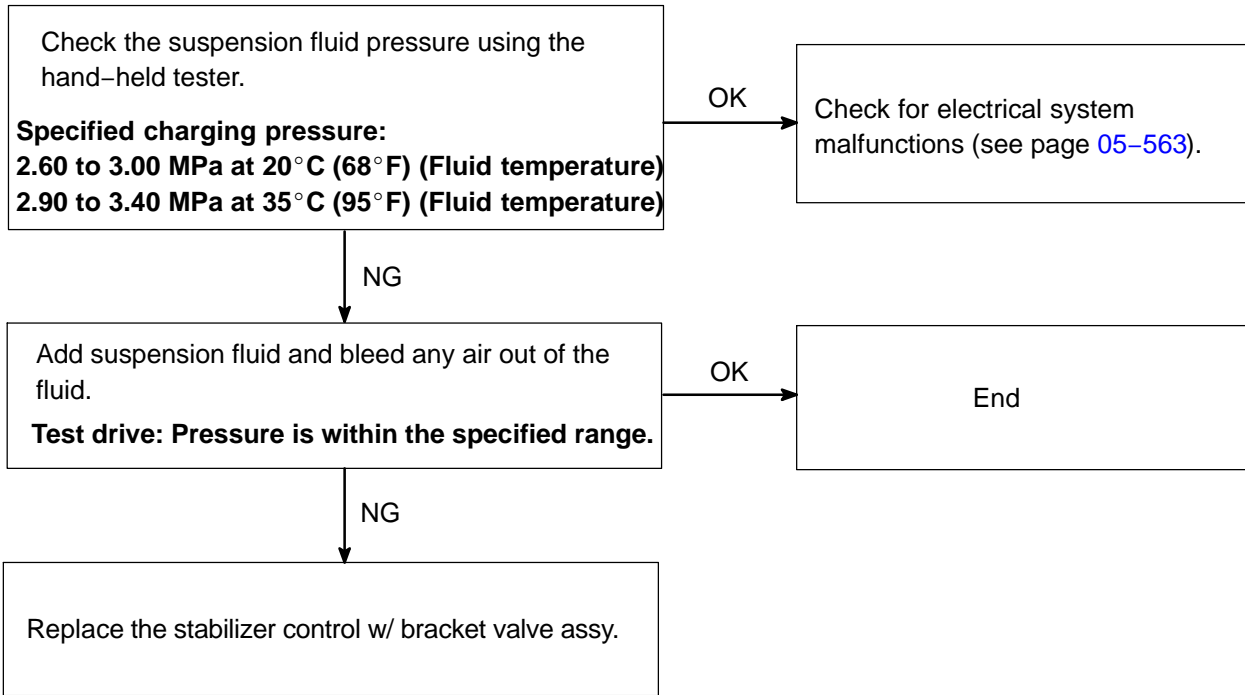 Check the suspension fluid pressure using the
hand−held tester.
Specified charging pressure:
2.60 to 3.00 MPa at 20°C (68°F) (Fluid temperature)
2.90 to 3.40 MPa at 35°C (95°F) (Fluid temperature)
OK
Check for electrical system
malfunctions (see page 05−563).
NG
Add suspension fluid and bleed any air out of the
fluid.
Test drive: Pressure is within the specified range.
OK
End
NG
Replace the stabilizer control w/ bracket valve assy.